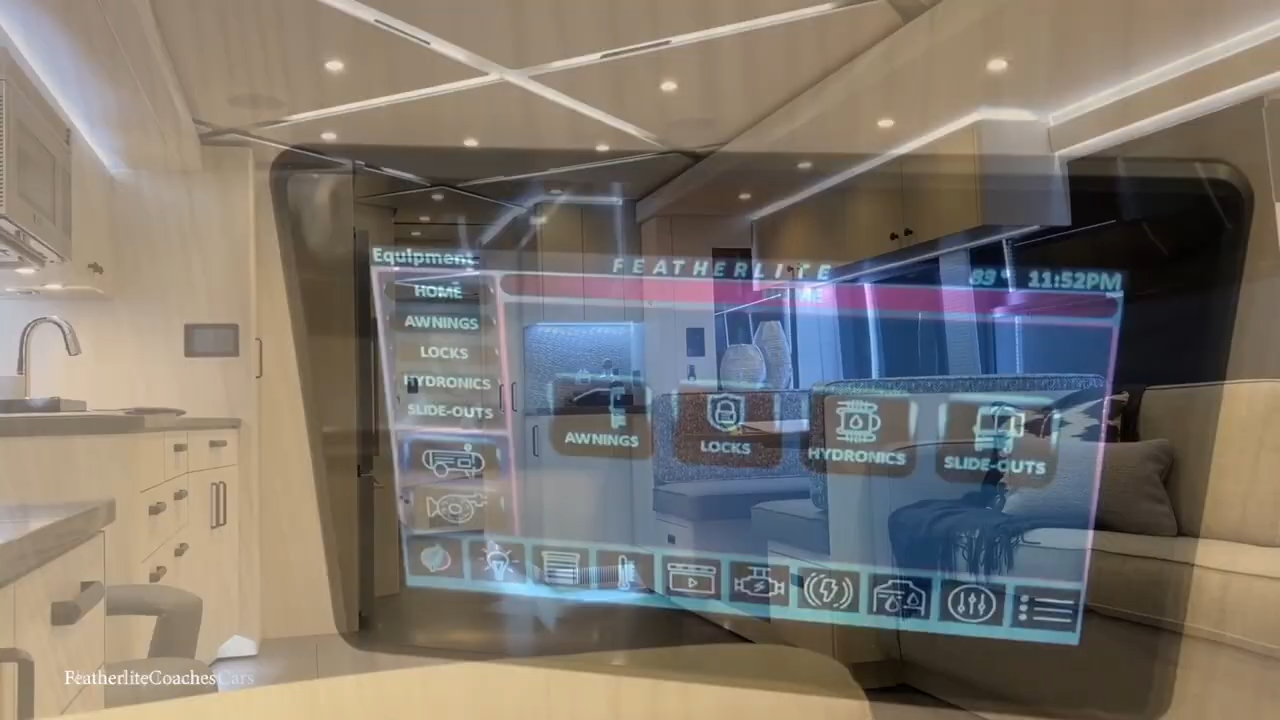 Equipment
FEATHERLITE
83° 11:52PM
HOME
AWNINGS
LOCKS
HYDRONICS
SLIDE-OUTS
AWNINGS
LOCKS
HYDRONICS
SLIDE-OUTS
FeatherliteCoachesCars